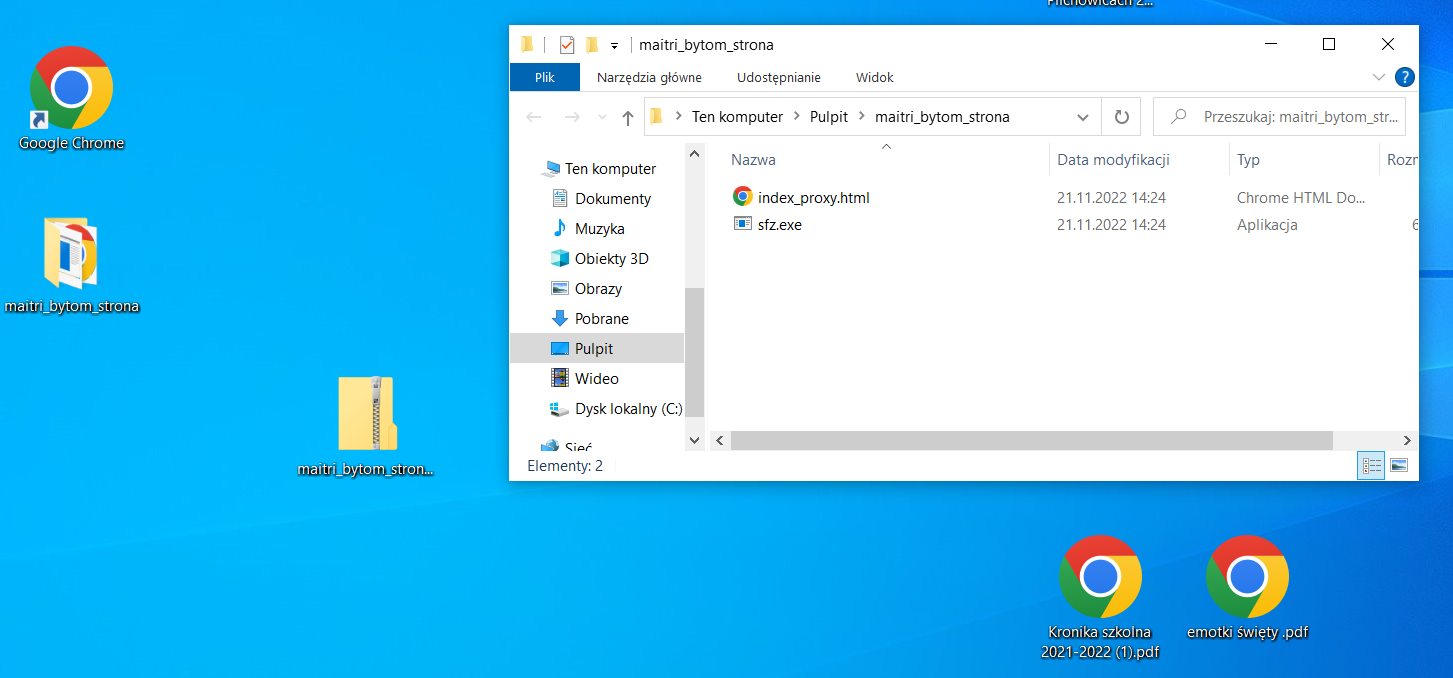 Pilchowicach 2...
Google Chrome
maitri_bytom_strona
maitri_bytom_stron...
maitri_bytom_strona
Plik
Narzędzia główne
Udostępnianie
Widok
?
Ten komputer
Pulpit
maitri_bytom_strona
Przeszukaj: maitri_bytom_str...
Ten komputer
Dokumenty
Muzyka
Obiekty 3D
Obrazy
Pobrane
Pulpit
Wideo
Dysk lokalny (C:)
Sieć
Nazwa Data modyfikacji Typ Rozm
index_proxy.html 21.11.2022 14:24 Chrome HTML Do...
sfz.exe 21.11.2022 14:24 Aplikacja 6
Elementy: 2
Kronika szkolna
2021-2022 (1).pdf
emotki święty .pdf